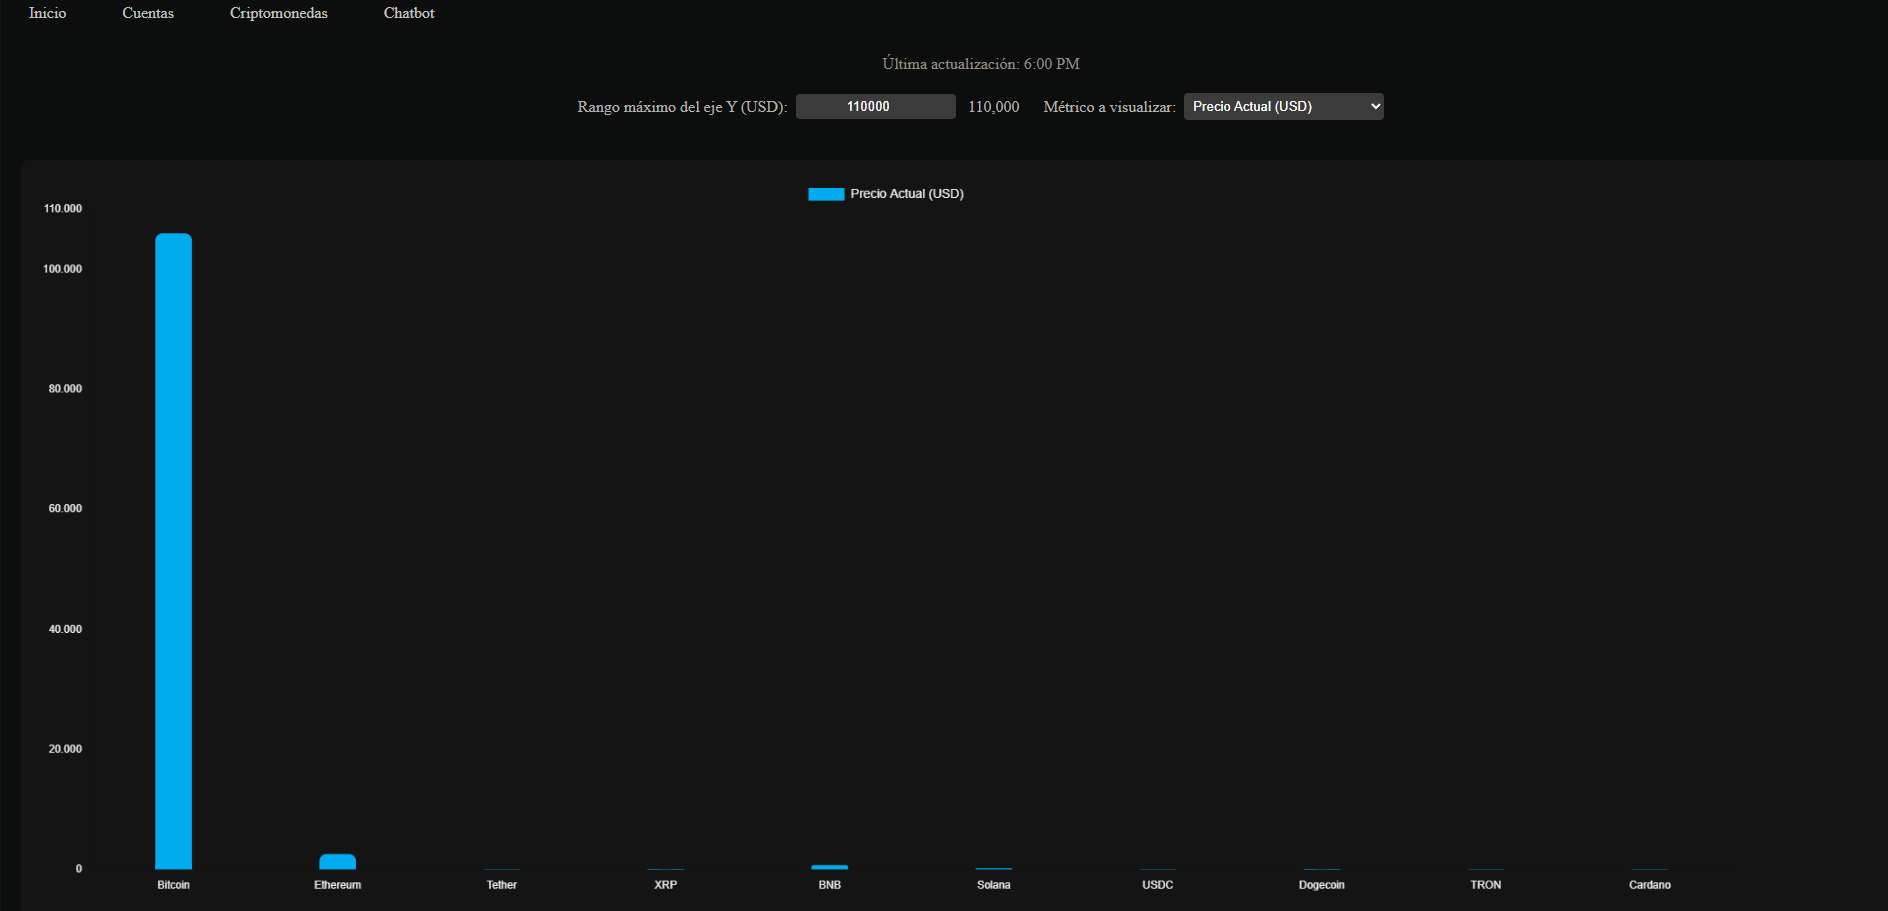 Inicio Cuentas Criptomonedas Chatbot
Última actualización: 6:00 PM
Rango máximo del eje Y (USD): 110000 110,000 Métrico a visualizar: Precio Actual (USD)
Precio Actual (USD)
110.000
100.000
80.000
60.000
40.000
20.000
0
Bitcoin Ethereum Tether XRP BNB Solana USDC Dogecoin TRON Cardano